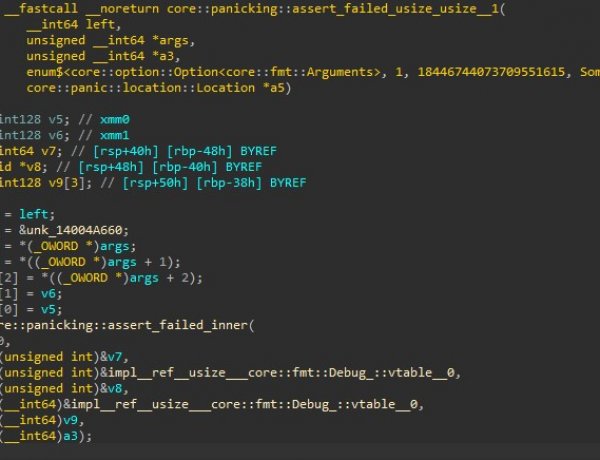 __fastcall __noreturn core::panicking::assert_failed_usize_usize__1(
__int64 left,
unsigned __int64 *args,
unsigned __int64 *a3,
enum$<core::option::Option<core::fmt::Arguments>, 1, 18446744073709551615, Som
core::panic::location::Location *a5)
int128 v5; // xmm0
int128 v6; // xmm1
int64 v7; // [rsp+40h] [rbp-48h] BYREF
id *v8; // [rsp+48h] [rbp-40h] BYREF
int128 v9[3]; // [rsp+50h] [rbp-38h] BYREF
= left;
= &unk_14004A660;
= *(_OWORD *)args;
= *((_OWORD *)args + 1);
[2] = *((_OWORD *)args + 2);
[1] = v6;
[0] = v5;
re::panicking::assert_failed_inner(
0,
(unsigned int)&v7,
(unsigned int)&impl__ref__usize___core::fmt::Debug_::vtable__0,
(unsigned int)&v8,
(__int64)&impl__ref__usize___core::fmt::Debug_::vtable__0,
(__int64)v9,
(__int64)a3);